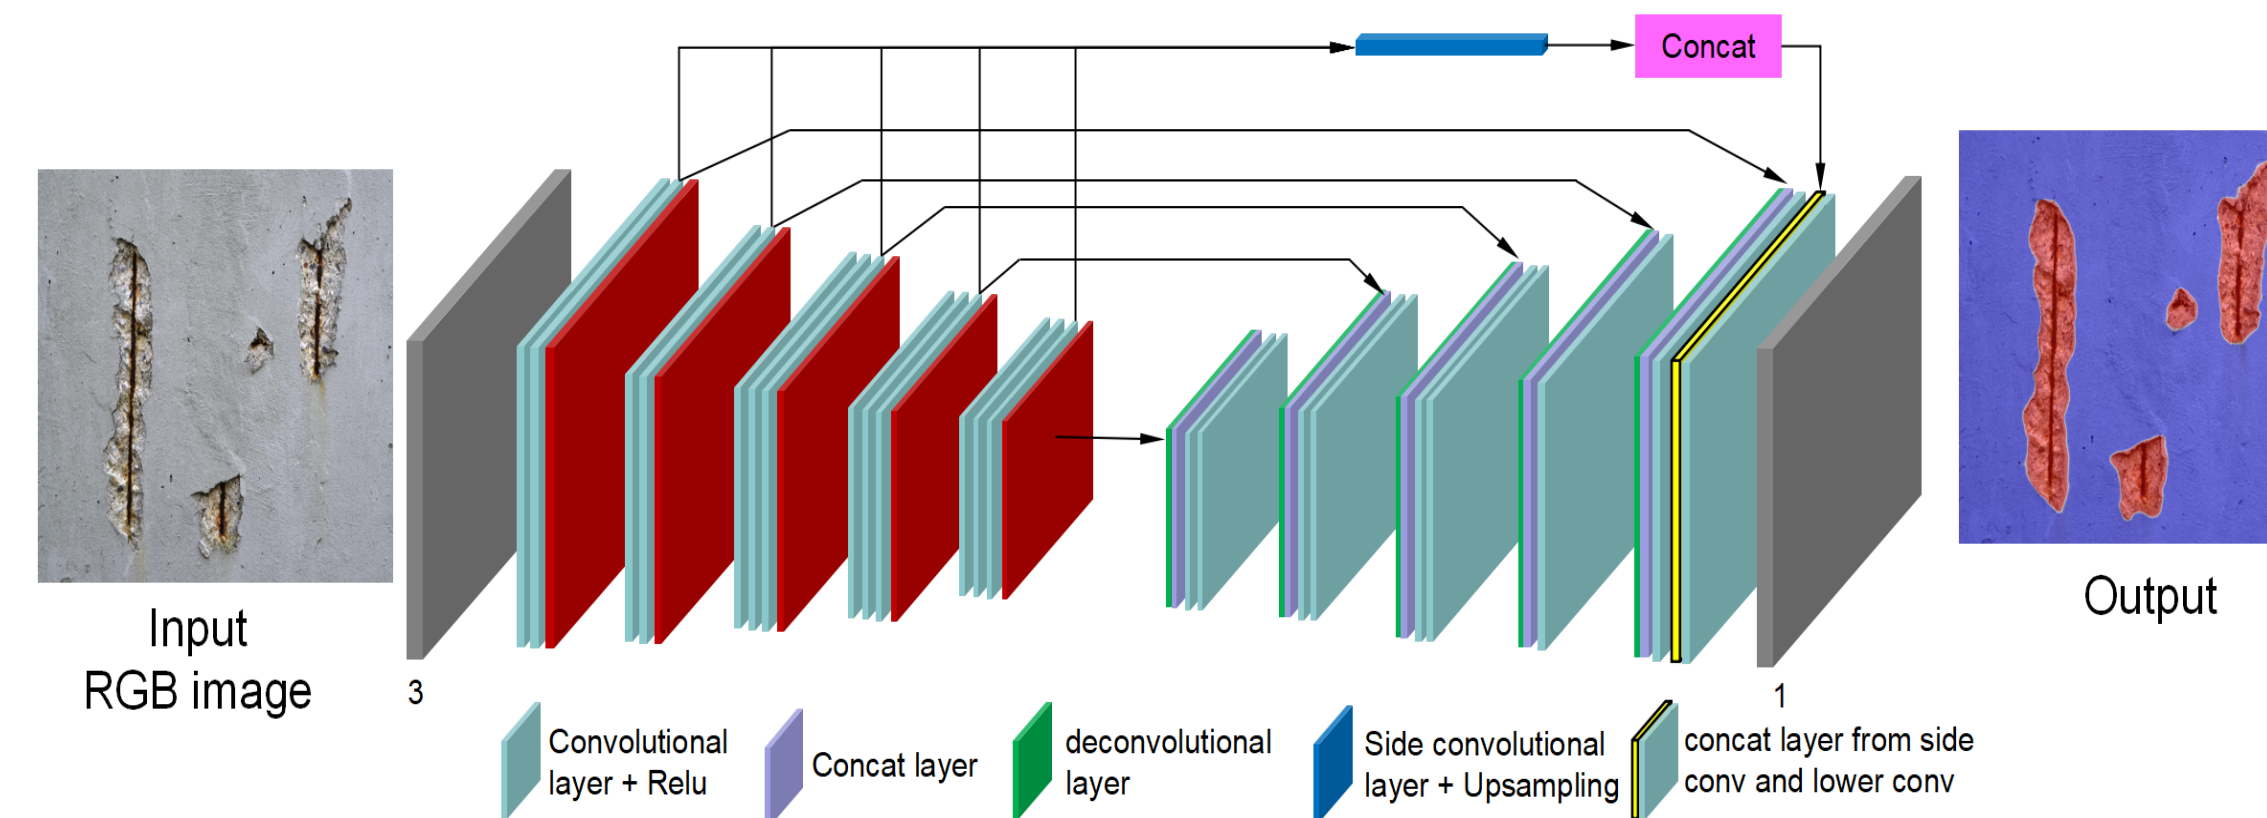 Concat
Input
RGB image
3
1
Output
Convolutional
layer + Relu
Concat layer
deconvolutional
layer
Side convolutional
layer + Upsampling
concat layer from side
conv and lower conv